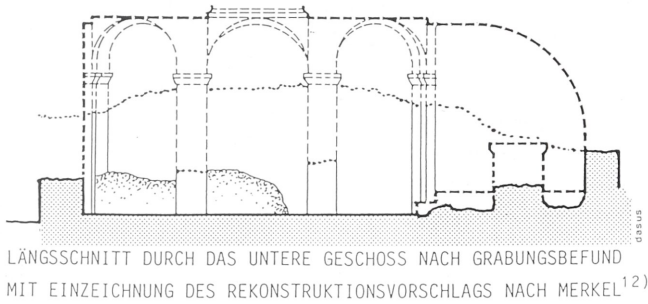 dasus
LÄNGSSCHNITT DURCH DAS UNTERE GESCHOSS NACH GRABUNGSBEFUND
MIT EINZEICHNUNG DES REKONSTRUKTIONSVORSCHLAGS NACH MERKEL12)